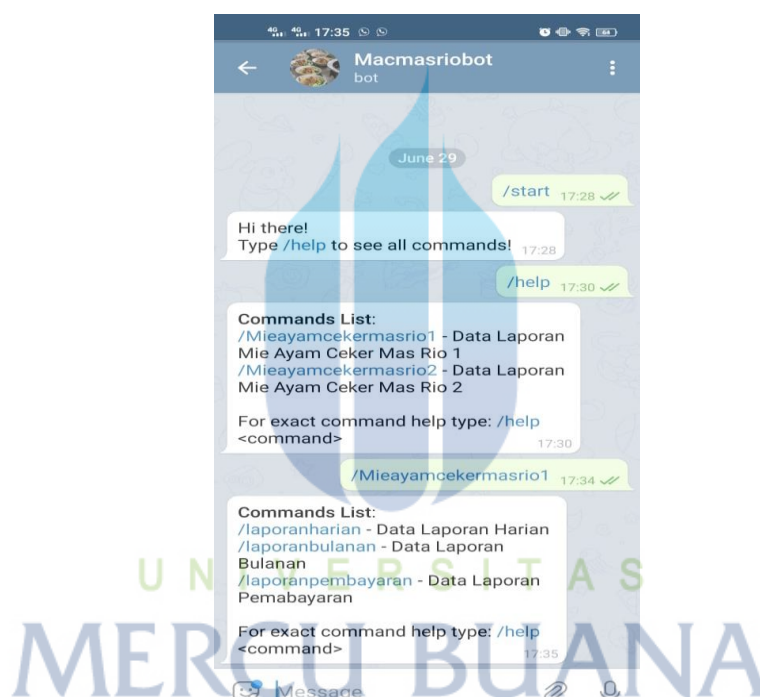 4G 4G 17:35 64
Macmasriobot
bot
June 29
/start 17:28
Hi there!
Type /help to see all commands! 17:28
/help 17:30
Commands List:
/Mieayamcekermasrio1 - Data Laporan
Mie Ayam Ceker Mas Rio 1
/Mieayamcekermasrio2 - Data Laporan
Mie Ayam Ceker Mas Rio 2
For exact command help type: /help
<command> 17:30
/Mieayamcekermasrio1 17:34
Commands List:
/laporanharian - Data Laporan Harian
/laporanbulanan - Data Laporan
Bulanan
/laporanpembayaran - Data Laporan
Pemabayaran
For exact command help type: /help
<command> 17:35
Message
UNIVERSITAS
MERCU BUANA